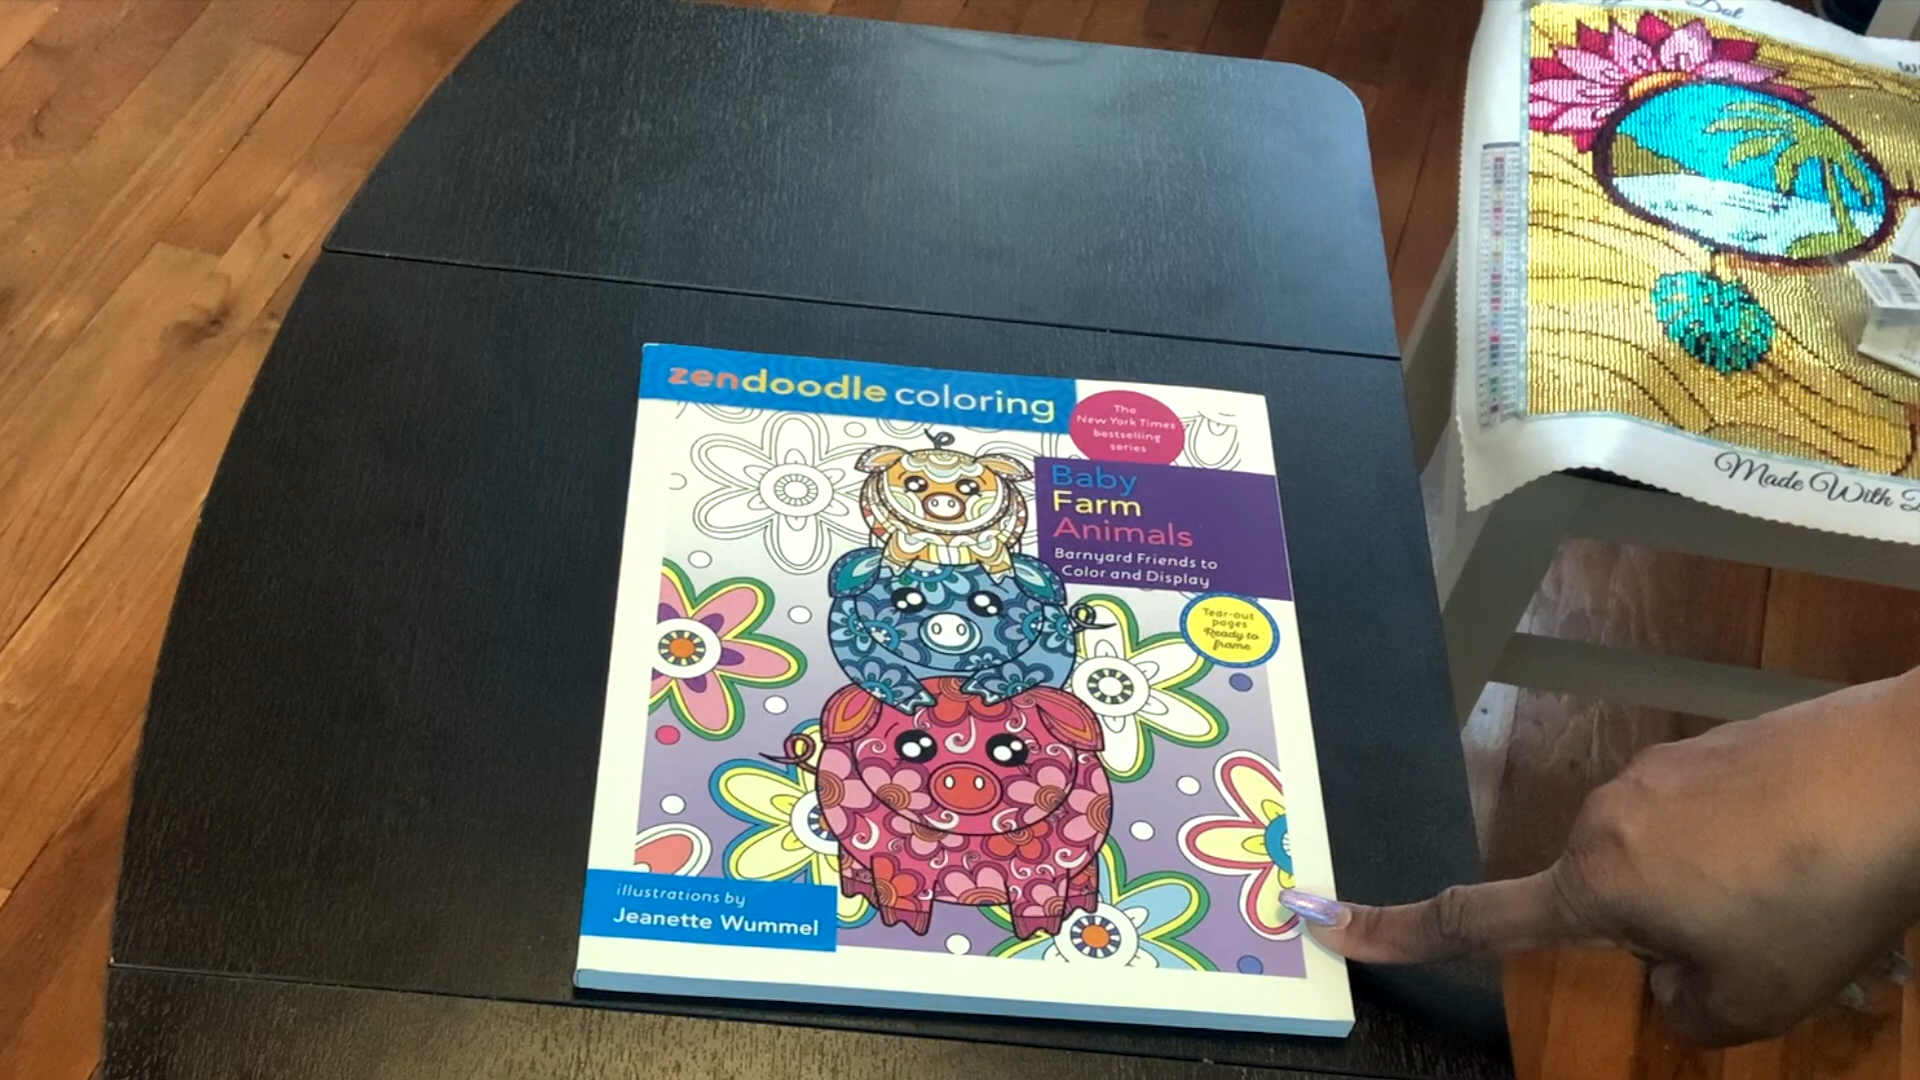 zendoodle coloring
The
New York Times
bestselling
series
Baby
Farm
Animals
Barnyard Friends to
Color and Display
Tear-out
pages
Ready to
frame
illustrations by
Jeanette Wummel
Made With